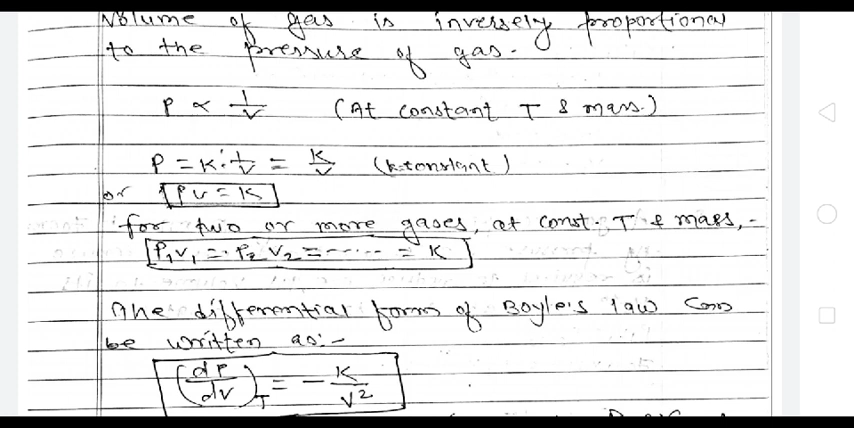 Volume of gas is inversely proportional
to the pressure of gas.
P ∝ 1/V (At constant T & mass.)
P = K·1/V = K/V (k=constant)
or PV = K
for two or more gases, at const. T & mass,-
P₁V₁ = P₂V₂ = ------ = K
The differential form of Boyle's law can
be written as:-
(dP/dV)_T = - K/V²